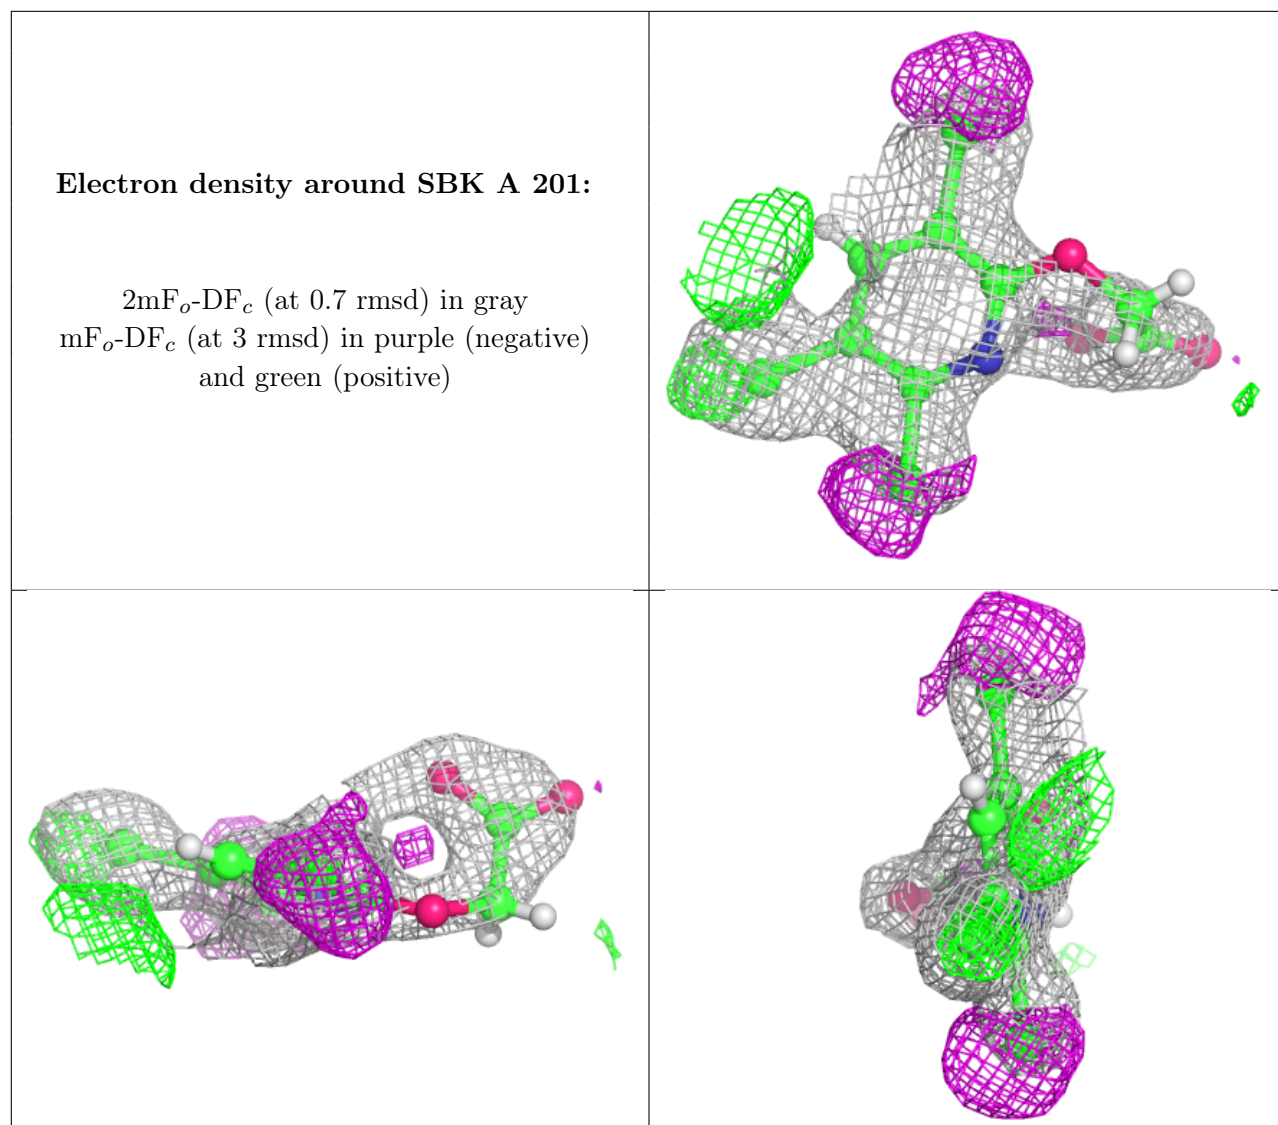 Electron density around SBK A 201:
2mFo-DFc (at 0.7 rmsd) in gray
mFo-DFc (at 3 rmsd) in purple (negative)
and green (positive)